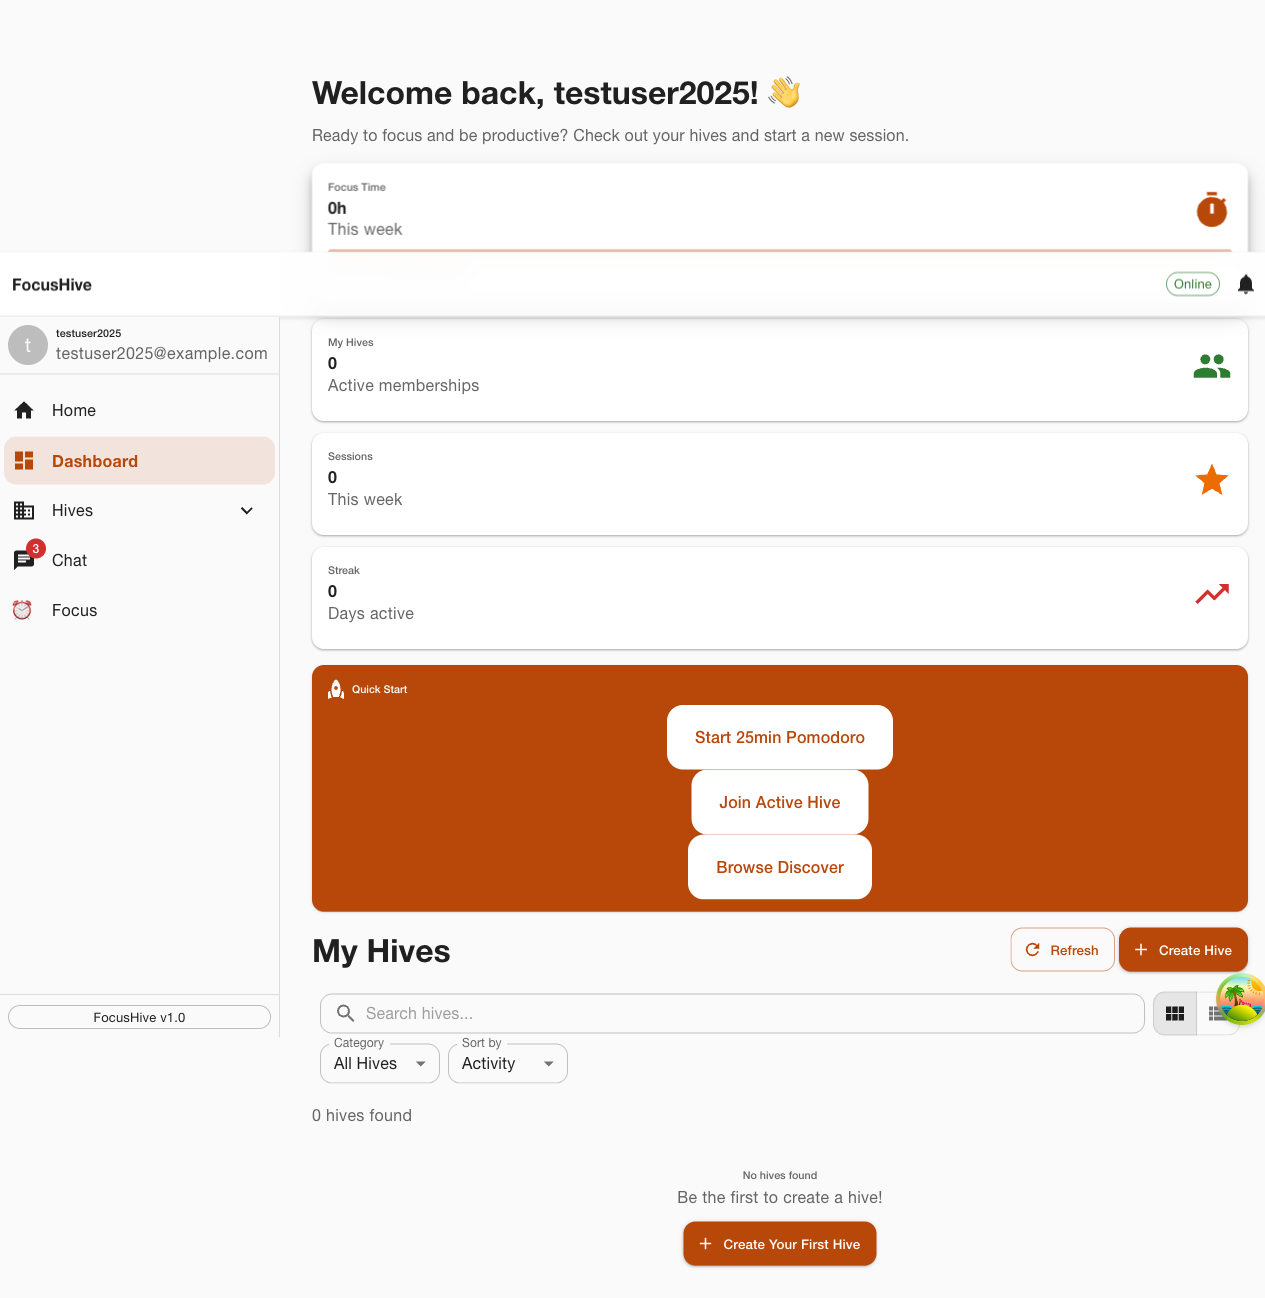 Welcome back, testuser2025! 👋
Ready to focus and be productive? Check out your hives and start a new session.
Focus Time
0h
This week
FocusHive
Online
t
testuser2025
testuser2025@example.com
Home
Dashboard
Hives
3
Chat
Focus
FocusHive v1.0
My Hives
0
Active memberships
Sessions
0
This week
Streak
0
Days active
Quick Start
Start 25min Pomodoro
Join Active Hive
Browse Discover
My Hives
Refresh
Create Hive
Search hives...
Category
All Hives
Sort by
Activity
0 hives found
No hives found
Be the first to create a hive!
Create Your First Hive